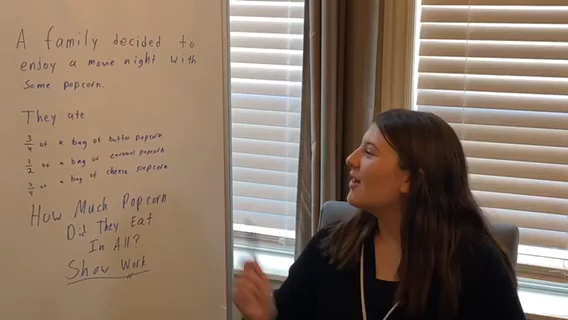 A family decided to
enjoy a movie night with
some popcorn.
They ate
3/4 of a bag of butter popcorn
1/2 of a bag of caramel popcorn
3/4 of a bag of cheese popcorn
How Much Popcorn
Did They Eat
In All?
Show Work